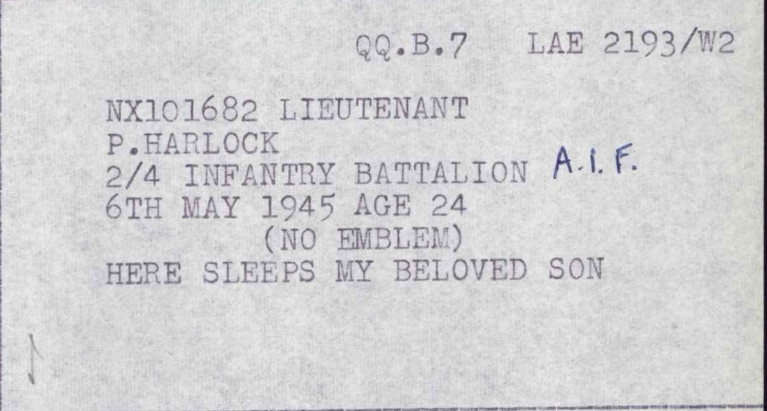 QQ.B.7 LAE 2193/W2
NX101682 LIEUTENANT
P.HARLOCK
2/4 INFANTRY BATTALION A.I.F.
6TH MAY 1945 AGE 24
(NO EMBLEM)
HERE SLEEPS MY BELOVED SON